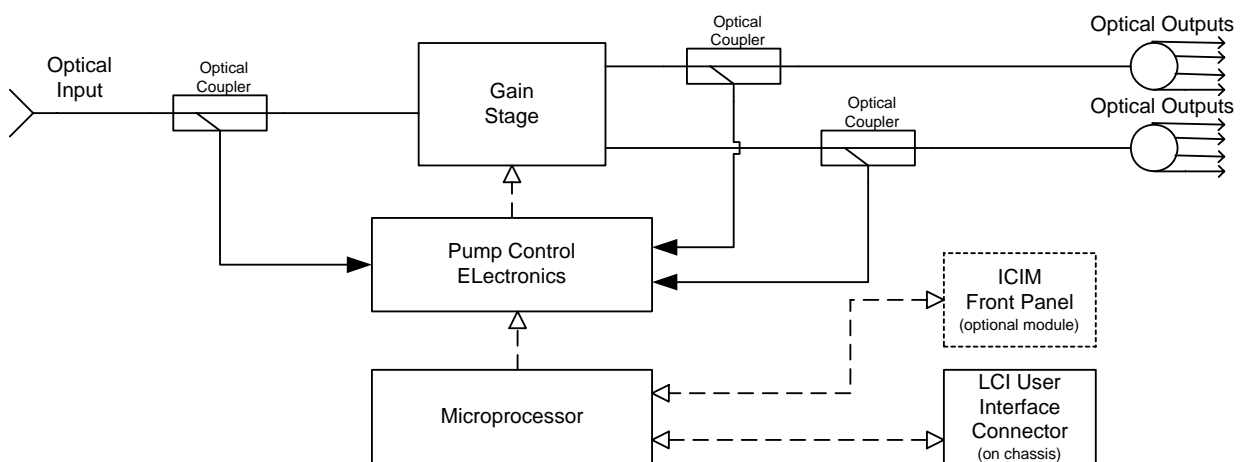 Optical
Input
Optical
Coupler
Gain
Stage
Optical
Coupler
Optical Outputs
Optical
Coupler
Optical Outputs
Pump Control
ELectronics
ICIM
Front Panel
(optional module)
Microprocessor
LCI User
Interface
Connector
(on chassis)